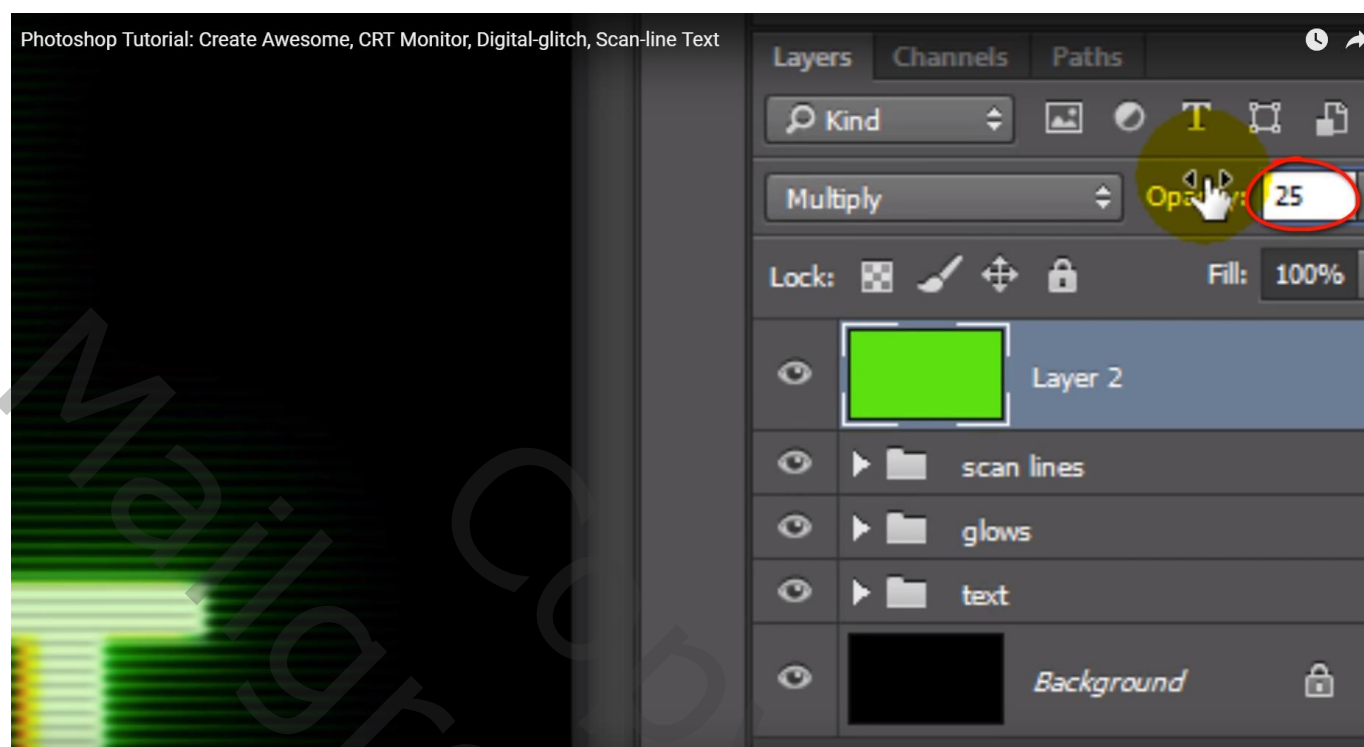 Photoshop Tutorial: Create Awesome, CRT Monitor, Digital-glitch, Scan-line Text
Layers Channels Paths
Kind T
Multiply Opacity: 25
Lock: Fill: 100%
Layer 2
scan lines
glows
text
Background
T